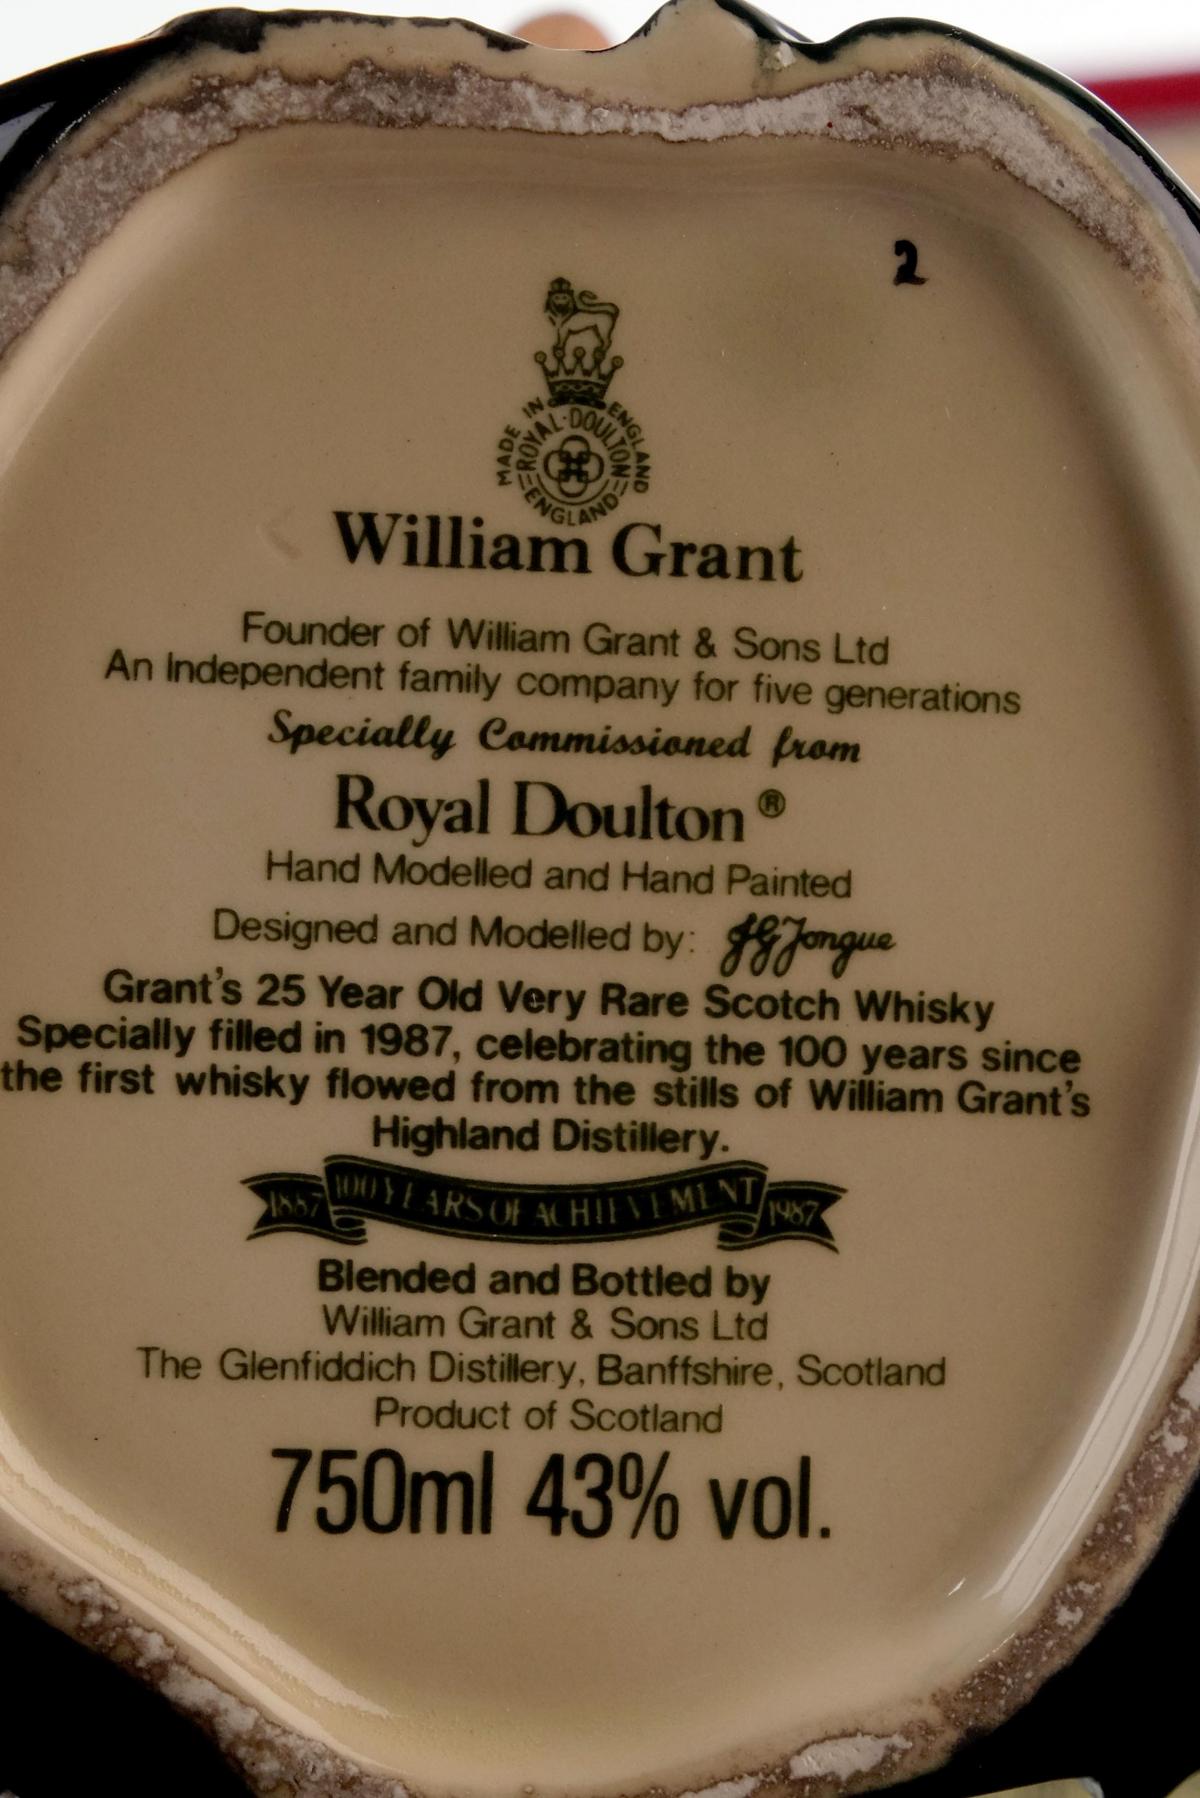 2
MADE IN ENGLAND
ROYAL·DOULTON
ENGLAND
William Grant
Founder of William Grant & Sons Ltd
An Independent family company for five generations
Specially Commissioned from
Royal Doulton®
Hand Modelled and Hand Painted
Designed and Modelled by: JGJongue
Grant's 25 Year Old Very Rare Scotch Whisky
Specially filled in 1987, celebrating the 100 years since
the first whisky flowed from the stills of William Grant's
Highland Distillery.
1887 100 YEARS OF ACHIEVEMENT 1987
Blended and Bottled by
William Grant & Sons Ltd
The Glenfiddich Distillery, Banffshire, Scotland
Product of Scotland
750ml 43% vol.